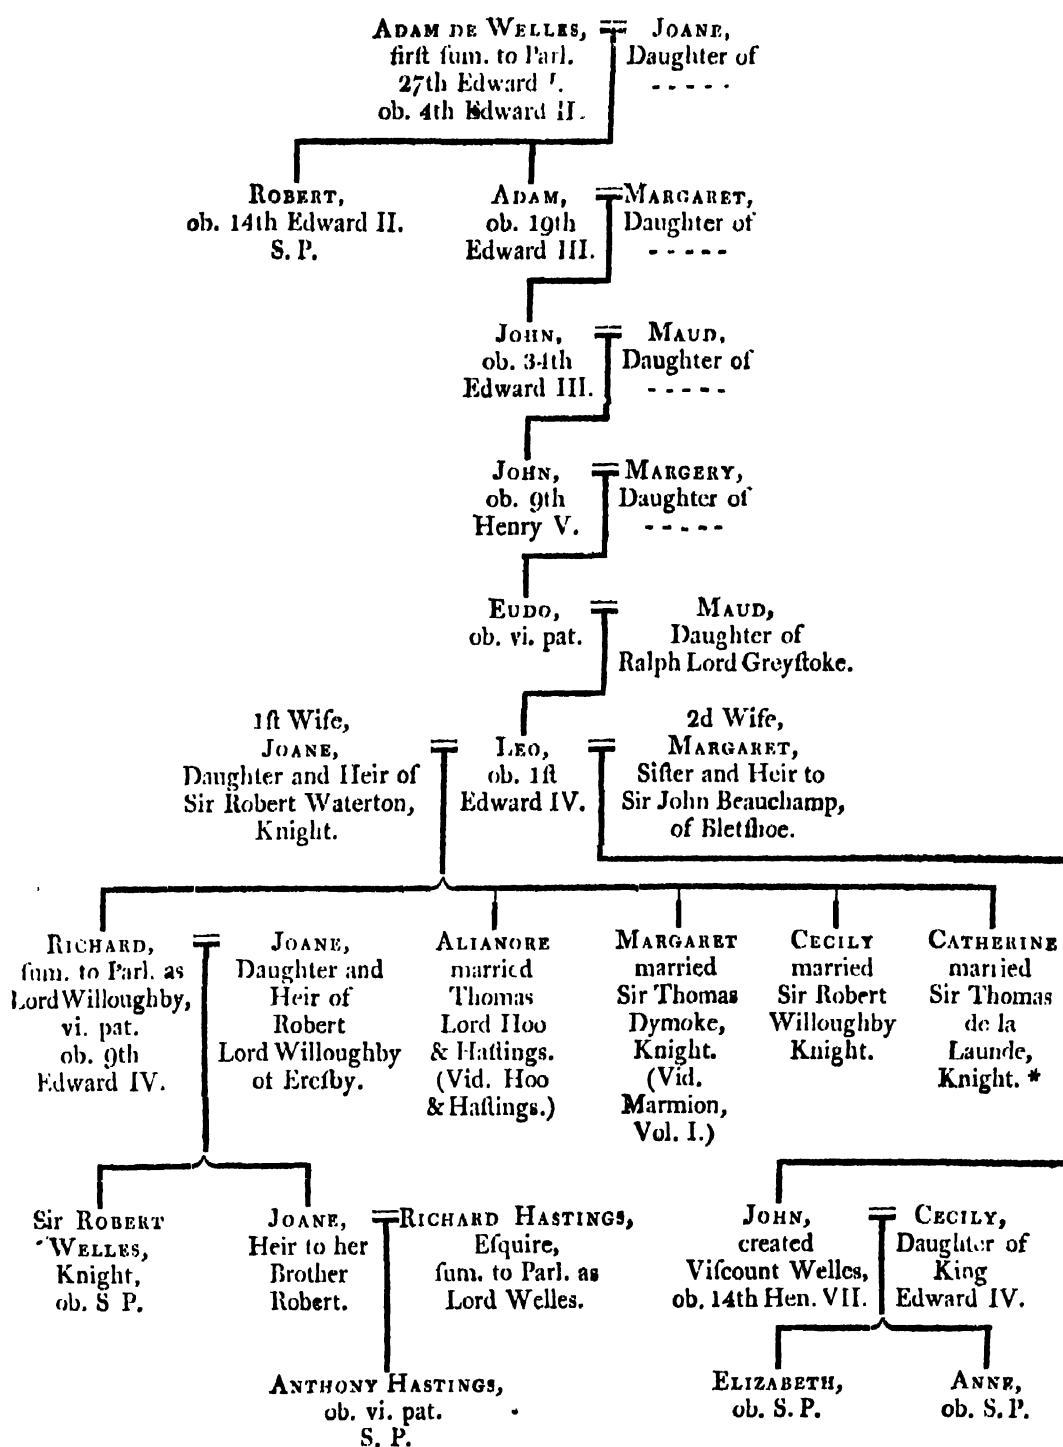 ADAM DE WELLES,
firſt ſum. to Parl.
27th Edward I.
ob. 4th Edward II.
JOANE,
Daughter of
- - - - -
ROBERT,
ob. 14th Edward II.
S. P.
ADAM,
ob. 19th
Edward III.
MARGARET,
Daughter of
- - - - -
JOHN,
ob. 34th
Edward III.
MAUD,
Daughter of
- - - - -
JOHN,
ob. 9th
Henry V.
MARGERY,
Daughter of
- - - - -
EUDO,
ob. vi. pat.
MAUD,
Daughter of
Ralph Lord Greyſtoke.
1ſt Wife,
JOANE,
Daughter and Heir of
Sir Robert Waterton,
Knight.
LEO,
ob. 1ſt
Edward IV.
2d Wife,
MARGARET,
Siſter and Heir to
Sir John Beauchamp,
of Bletſhoe.
RICHARD,
ſum. to Parl. as
Lord Willoughby,
vi. pat.
ob. 9th
Edward IV.
JOANE,
Daughter and
Heir of
Robert
Lord Willoughby
of Ereſby.
ALIANORE
married
Thomas
Lord Hoo
& Haſtings.
(Vid. Hoo
& Haſtings.)
MARGARET
married
Sir Thomas
Dymoke,
Knight.
(Vid.
Marmion,
Vol. I.)
CECILY
married
Sir Robert
Willoughby
Knight.
CATHERINE
married
Sir Thomas
de la
Launde,
Knight. *
Sir ROBERT
WELLES,
Knight,
ob. S P.
JOANE,
Heir to her
Brother
Robert.
RICHARD HASTINGS,
Eſquire,
ſum. to Parl. as
Lord Welles.
JOHN,
created
Viſcount Welles,
ob. 14th Hen. VII.
CECILY,
Daughter of
King
Edward IV.
ANTHONY HASTINGS,
ob. vi. pat.
S. P.
ELIZABETH,
ob. S. P.
ANNE,
ob. S. P.